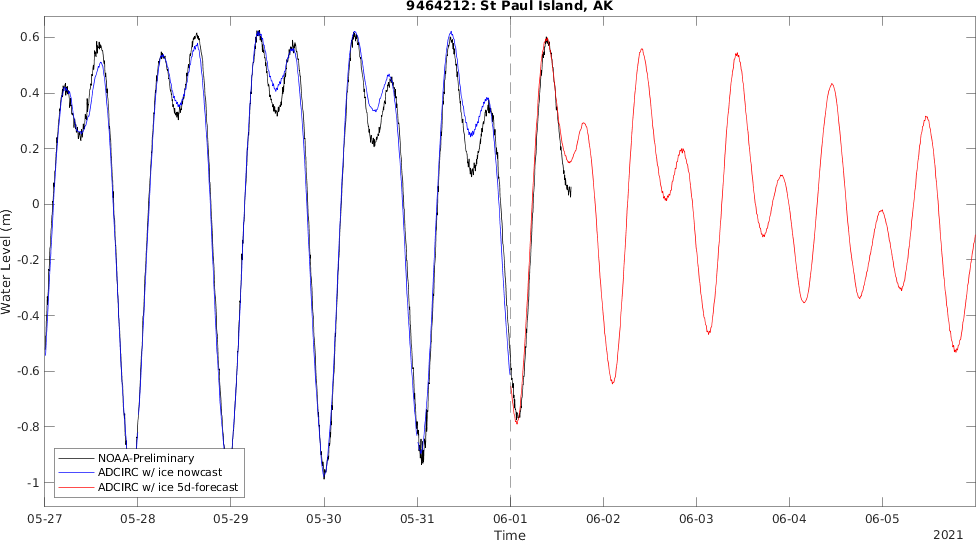 9464212: St Paul Island, AK
Water Level (m)
0.6
0.4
0.2
0
-0.2
-0.4
-0.6
-0.8
-1
NOAA-Preliminary
ADCIRC w/ ice nowcast
ADCIRC w/ ice 5d-forecast
05-27 05-28 05-29 05-30 05-31 06-01 06-02 06-03 06-04 06-05
Time
2021